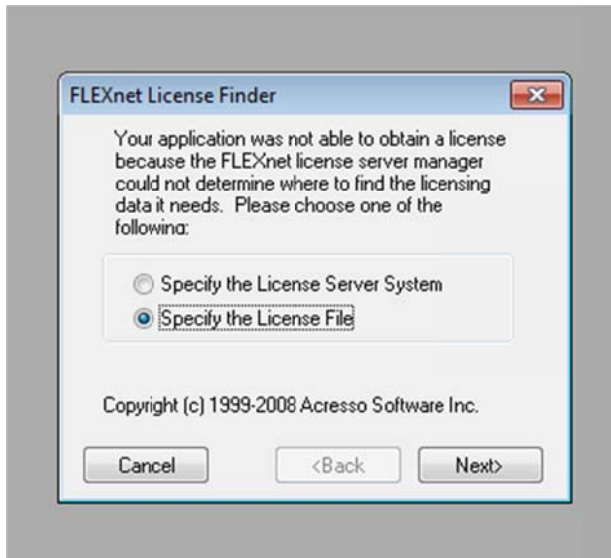 FLEXnet License Finder
Your application was not able to obtain a license
because the FLEXnet license server manager
could not determine where to find the licensing
data it needs.  Please choose one of the
following:
Specify the License Server System
Specify the License File
Copyright (c) 1999-2008 Acresso Software Inc.
Cancel
<Back
Next>